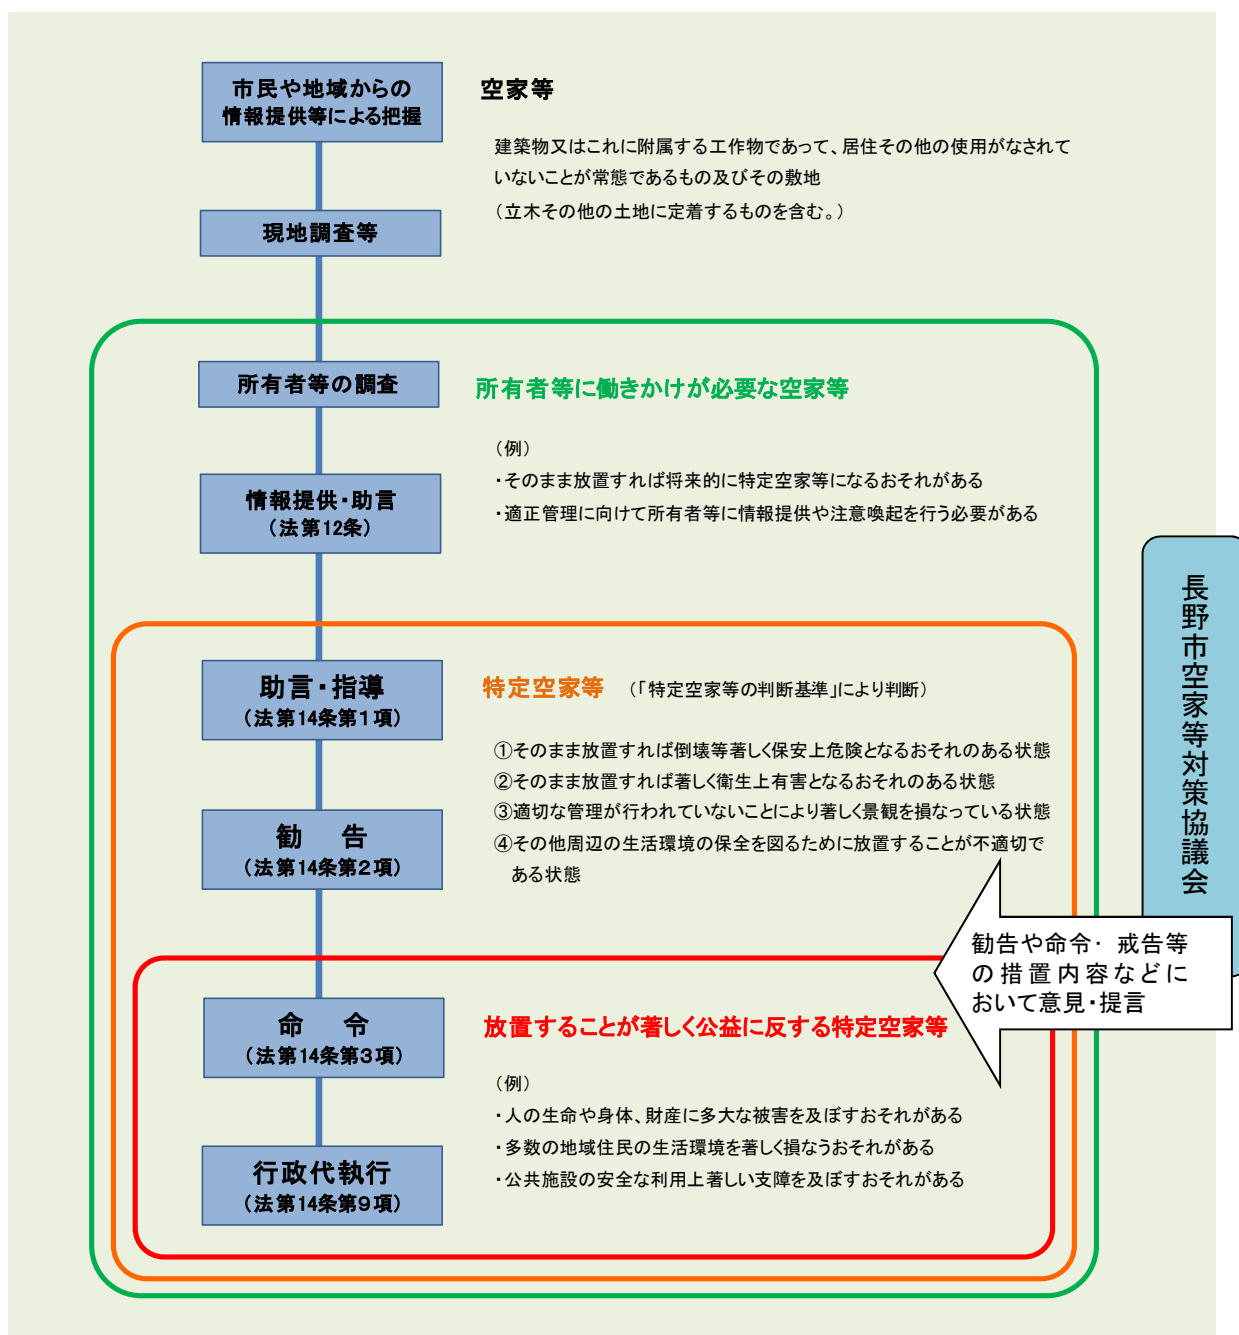 市民や地域からの
情報提供等による把握
空家等
建築物又はこれに附属する工作物であって、居住その他の使用がなされて
いないことが常態であるもの及びその敷地
（立木その他の土地に定着するものを含む。）
現地調査等
所有者等の調査
所有者等に働きかけが必要な空家等
（例）
・そのまま放置すれば将来的に特定空家等になるおそれがある
・適正管理に向けて所有者等に情報提供や注意喚起を行う必要がある
情報提供・助言
（法第12条）
助言・指導
（法第14条第１項）
特定空家等 （「特定空家等の判断基準」により判断）
①そのまま放置すれば倒壊等著しく保安上危険となるおそれのある状態
②そのまま放置すれば著しく衛生上有害となるおそれのある状態
③適切な管理が行われていないことにより著しく景観を損なっている状態
④その他周辺の生活環境の保全を図るために放置することが不適切で
ある状態
勧　告
（法第14条第２項）
命　令
（法第14条第３項）
放置することが著しく公益に反する特定空家等
（例）
・人の生命や身体、財産に多大な被害を及ぼすおそれがある
・多数の地域住民の生活環境を著しく損なうおそれがある
・公共施設の安全な利用上著しい支障を及ぼすおそれがある
行政代執行
（法第14条第９項）
長野市空家等対策協議会
勧告や命令・ 戒告等
の措置内容などに
おいて意見・提言